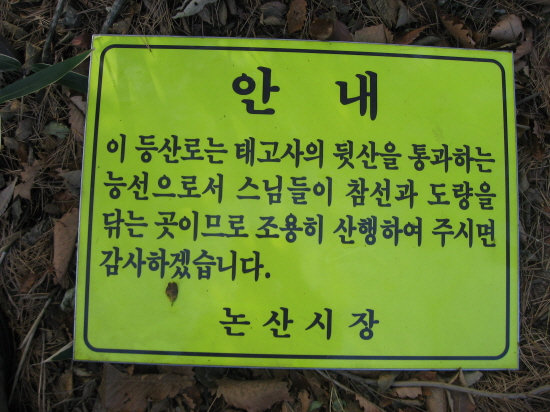 안 내
이 등산로는 태고사의 뒷산을 통과하는
능선으로서 스님들이 참선과 도량을
닦는 곳이므로 조용히 산행하여 주시면
감사하겠습니다.
논 산 시 장